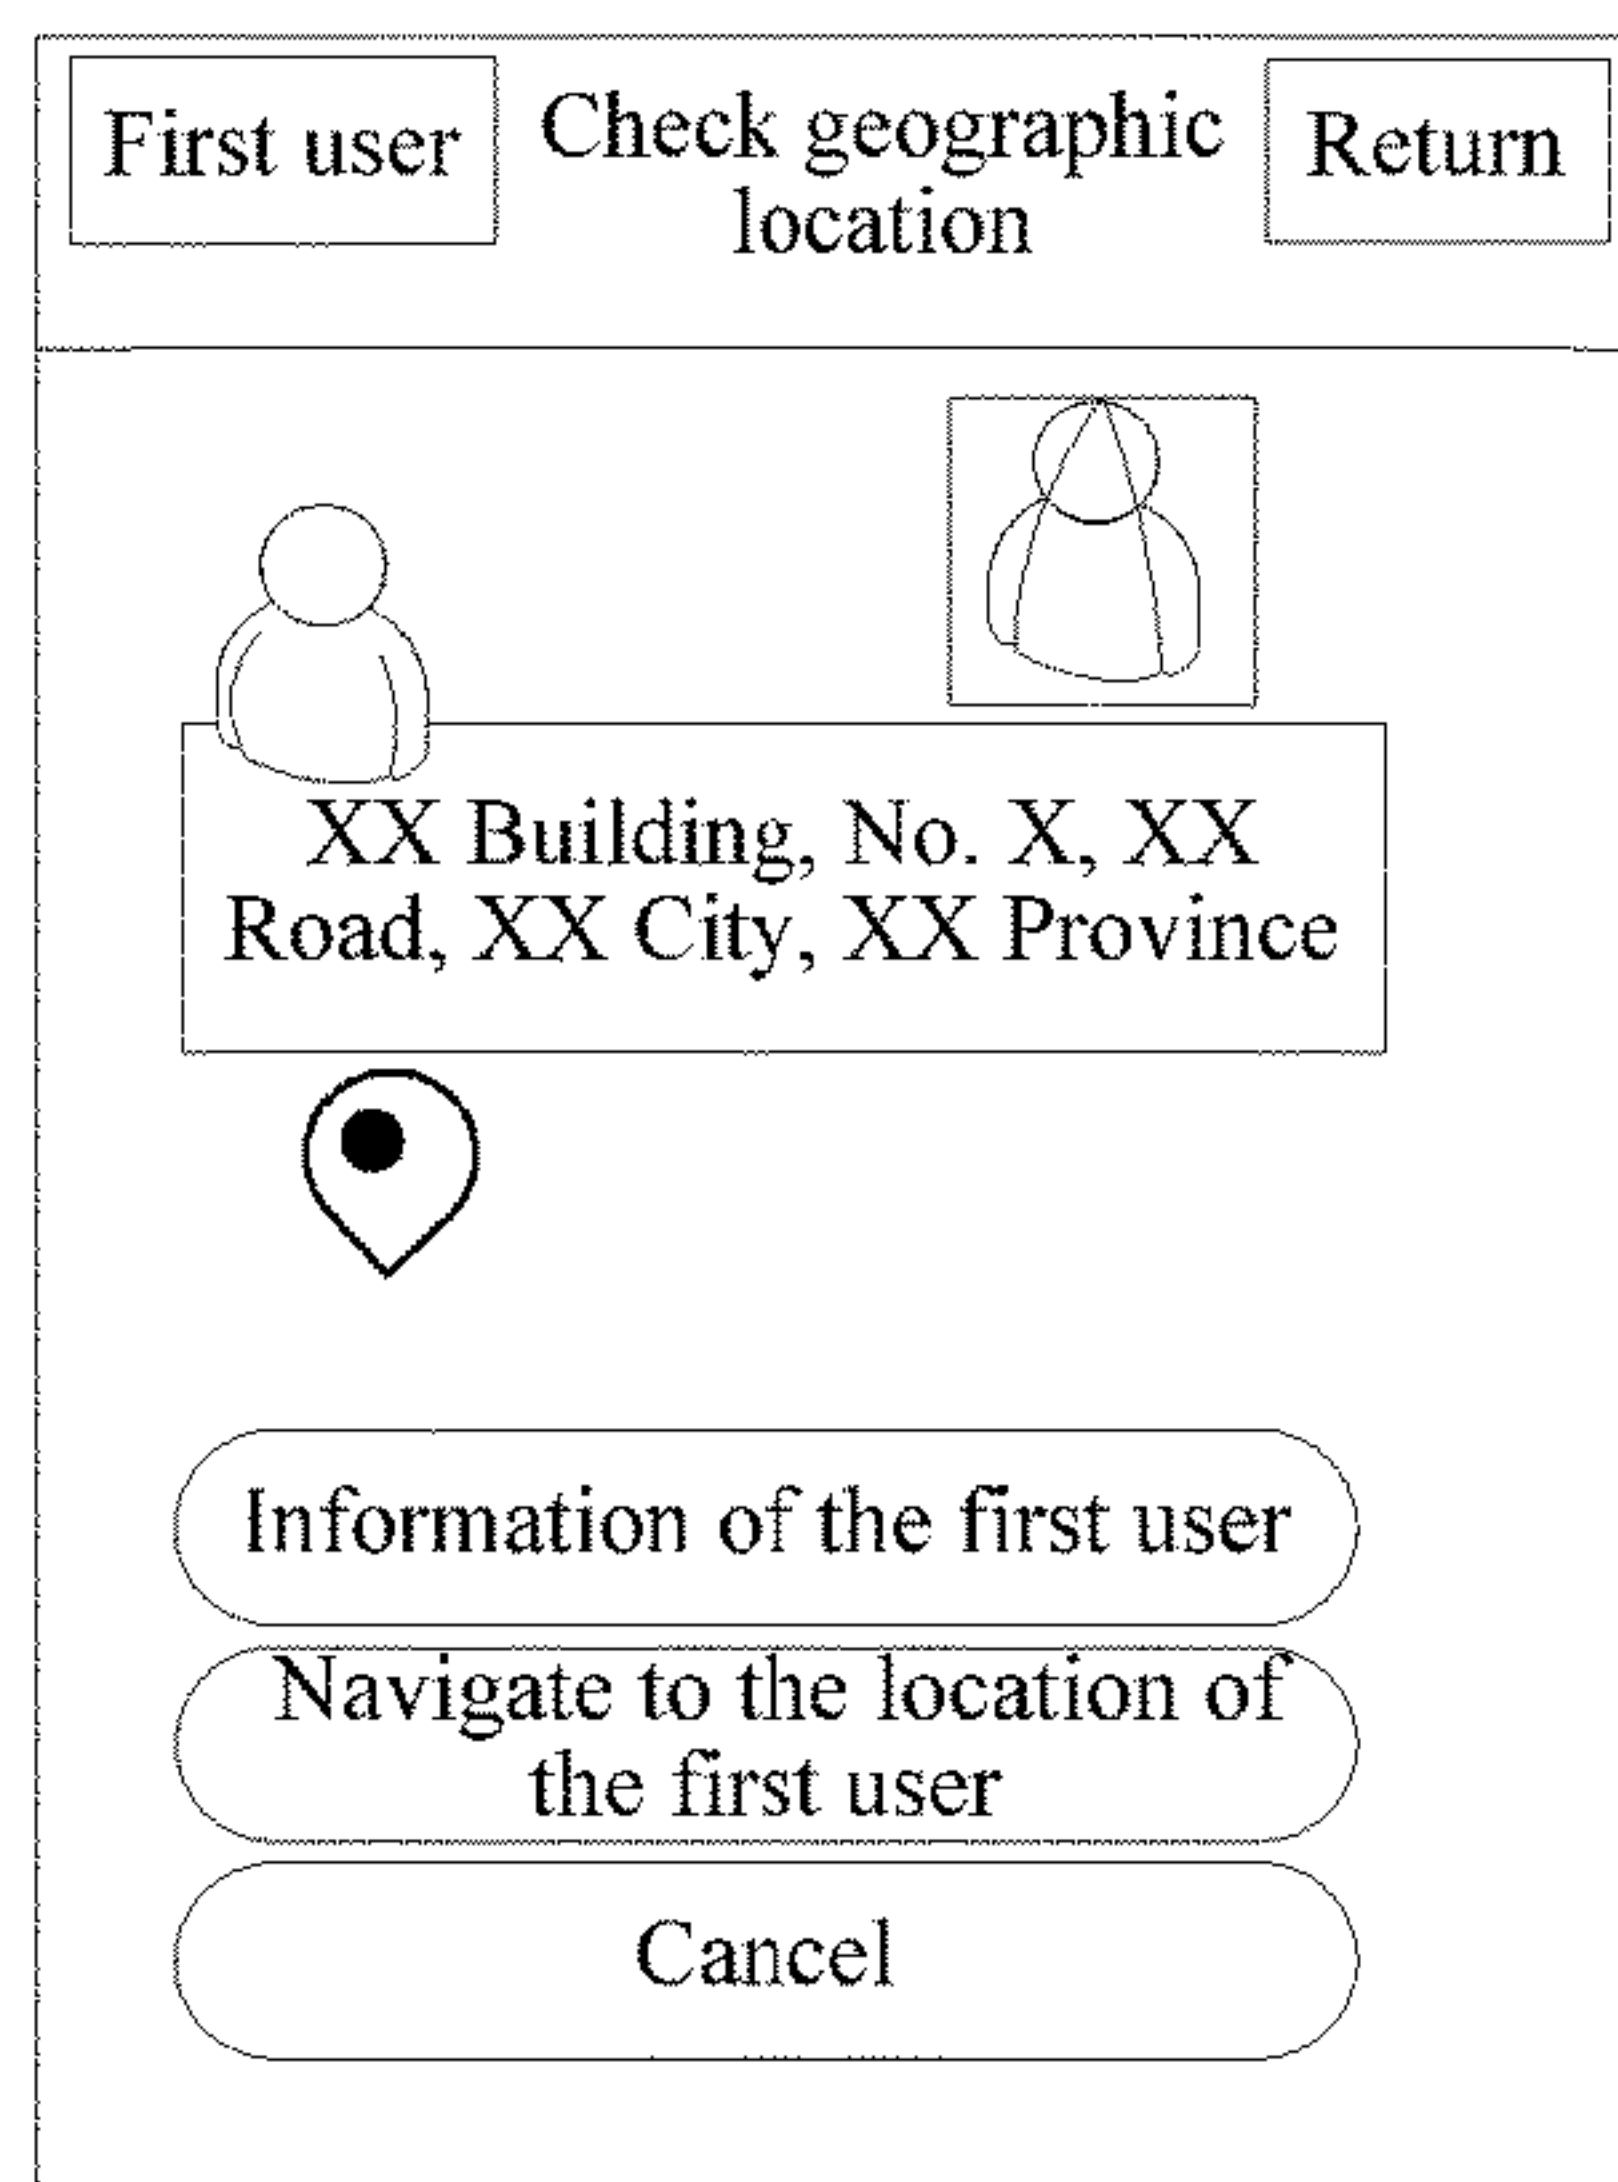 First user
Check geographic
location
Return
XX Building, No. X, XX
Road, XX City, XX Province
Information of the first user
Navigate to the location of
the first user
Cancel